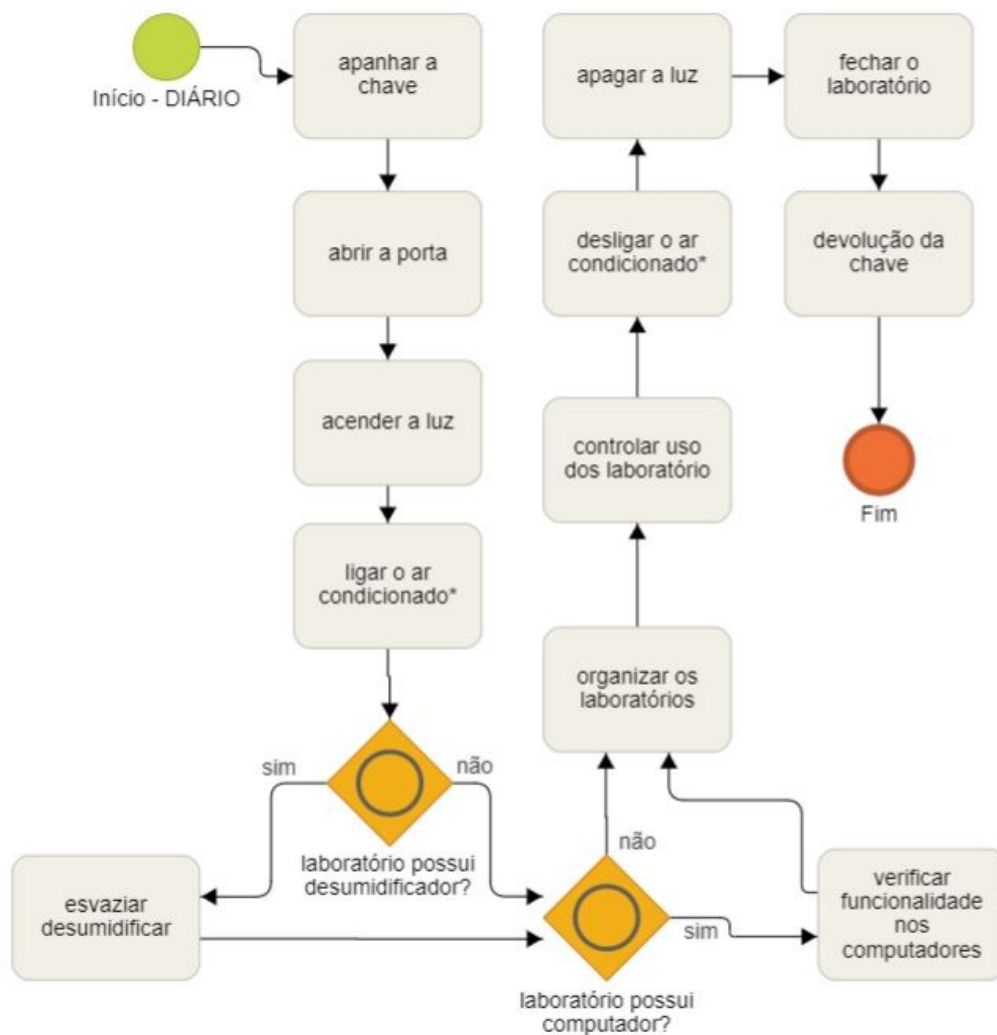 Início - DIÁRIO
apanhar a
chave
abrir a porta
acender a luz
ligar o ar
condicionado*
sim
não
laboratório possui
desumidificador?
esvaziar
desumidificar
não
sim
laboratório possui
computador?
verificar
funcionalidade
nos
computadores
organizar os
laboratórios
controlar uso
dos laboratório
desligar o ar
condicionado*
apagar a luz
fechar o
laboratório
devolução da
chave
Fim